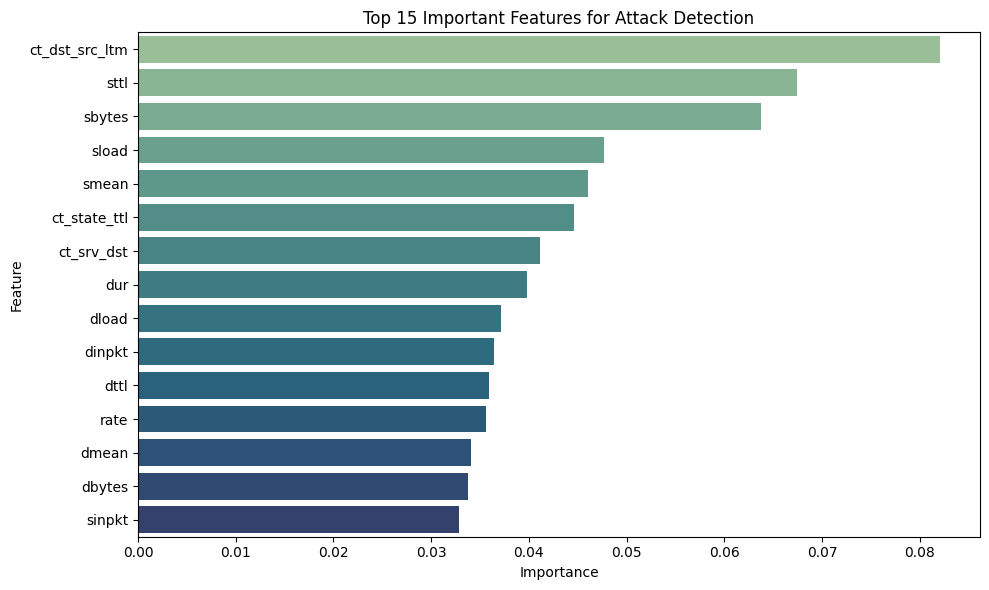 Top 15 Important Features for Attack Detection
ct_dst_src_ltm
sttl
sbytes
sload
smean
ct_state_ttl
ct_srv_dst
dur
dload
dinpkt
dttl
rate
dmean
dbytes
sinpkt
Feature
0.00 0.01 0.02 0.03 0.04 0.05 0.06 0.07 0.08
Importance